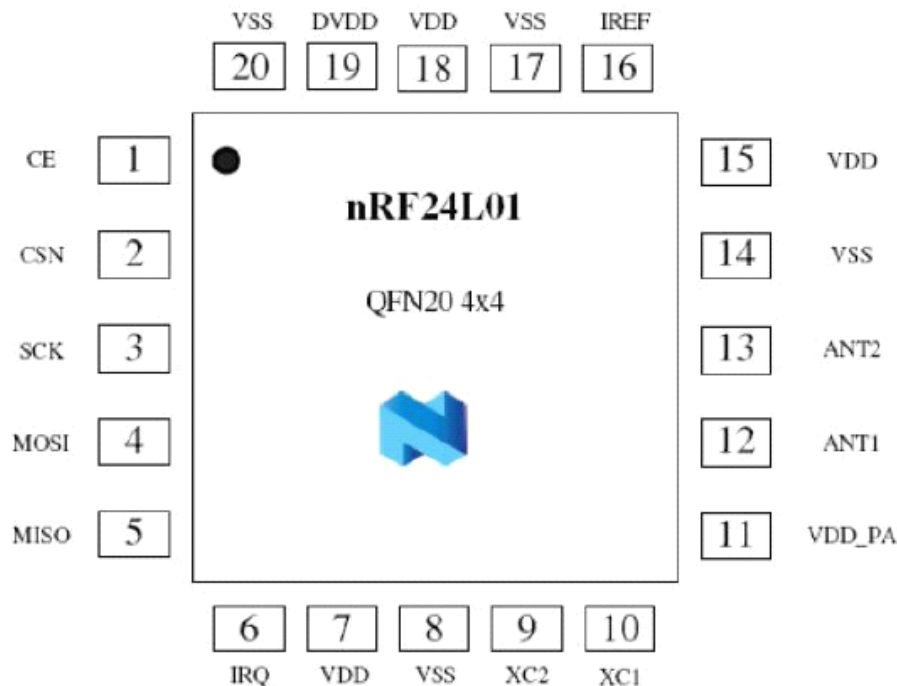 VSS DVDD VDD VSS IREF
20 19 18 17 16
CE 1 15 VDD
nRF24L01
CSN 2 14 VSS
QFN20 4x4
SCK 3 13 ANT2
MOSI 4 12 ANT1
MISO 5 11 VDD_PA
6 7 8 9 10
IRQ VDD VSS XC2 XC1